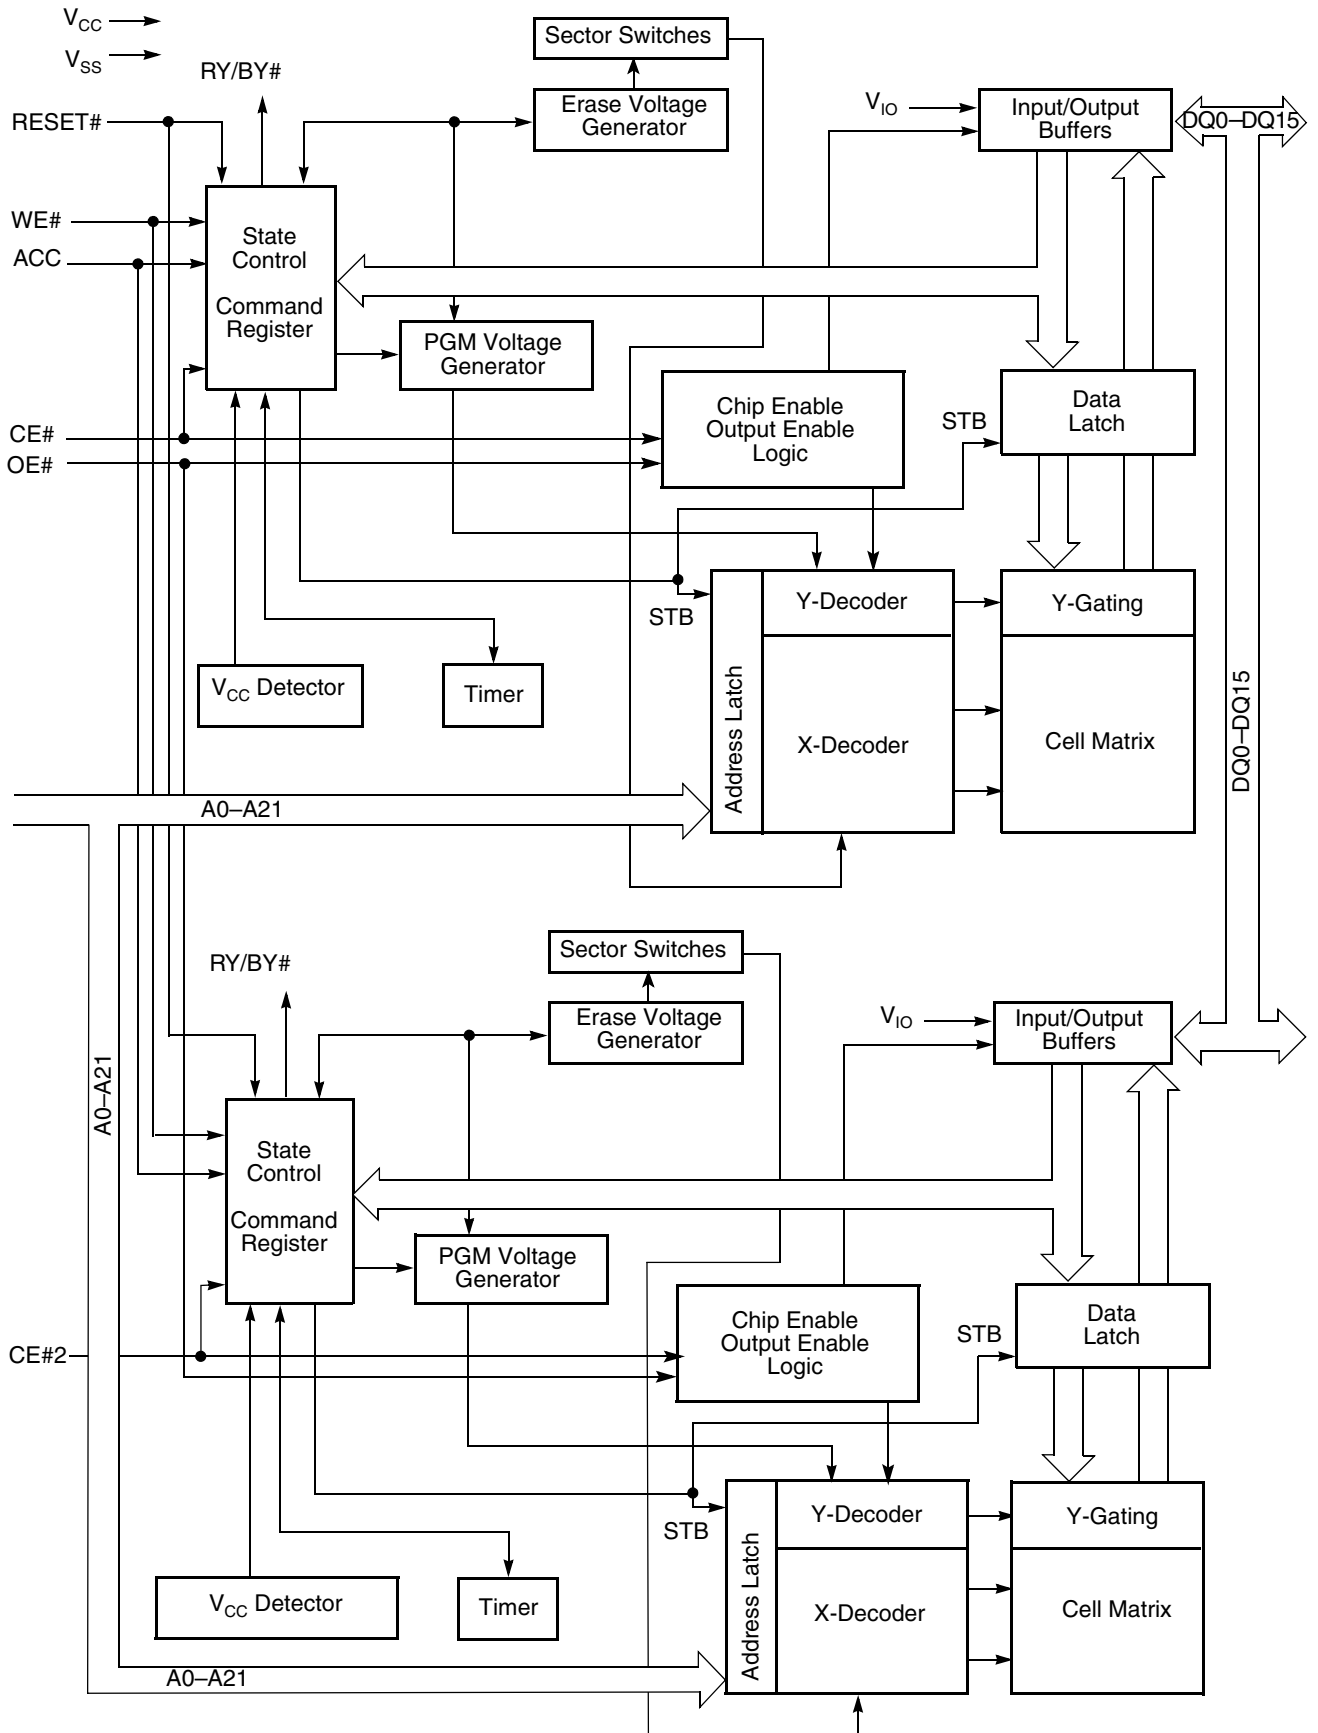 VCC
VSS
Sector Switches
RY/BY#
Erase Voltage
Generator
VIO
Input/Output
Buffers
DQ0–DQ15
RESET#
WE#
ACC
State
Control
Command
Register
PGM Voltage
Generator
CE#
OE#
Chip Enable
Output Enable
Logic
STB
Data
Latch
STB
Y-Decoder
Y-Gating
VCC Detector
Timer
Address Latch
X-Decoder
Cell Matrix
DQ0–DQ15
A0–A21
Sector Switches
RY/BY#
Erase Voltage
Generator
VIO
Input/Output
Buffers
A0–A21
State
Control
Command
Register
PGM Voltage
Generator
CE#2
Chip Enable
Output Enable
Logic
STB
Data
Latch
STB
Y-Decoder
Y-Gating
VCC Detector
Timer
Address Latch
X-Decoder
Cell Matrix
A0–A21